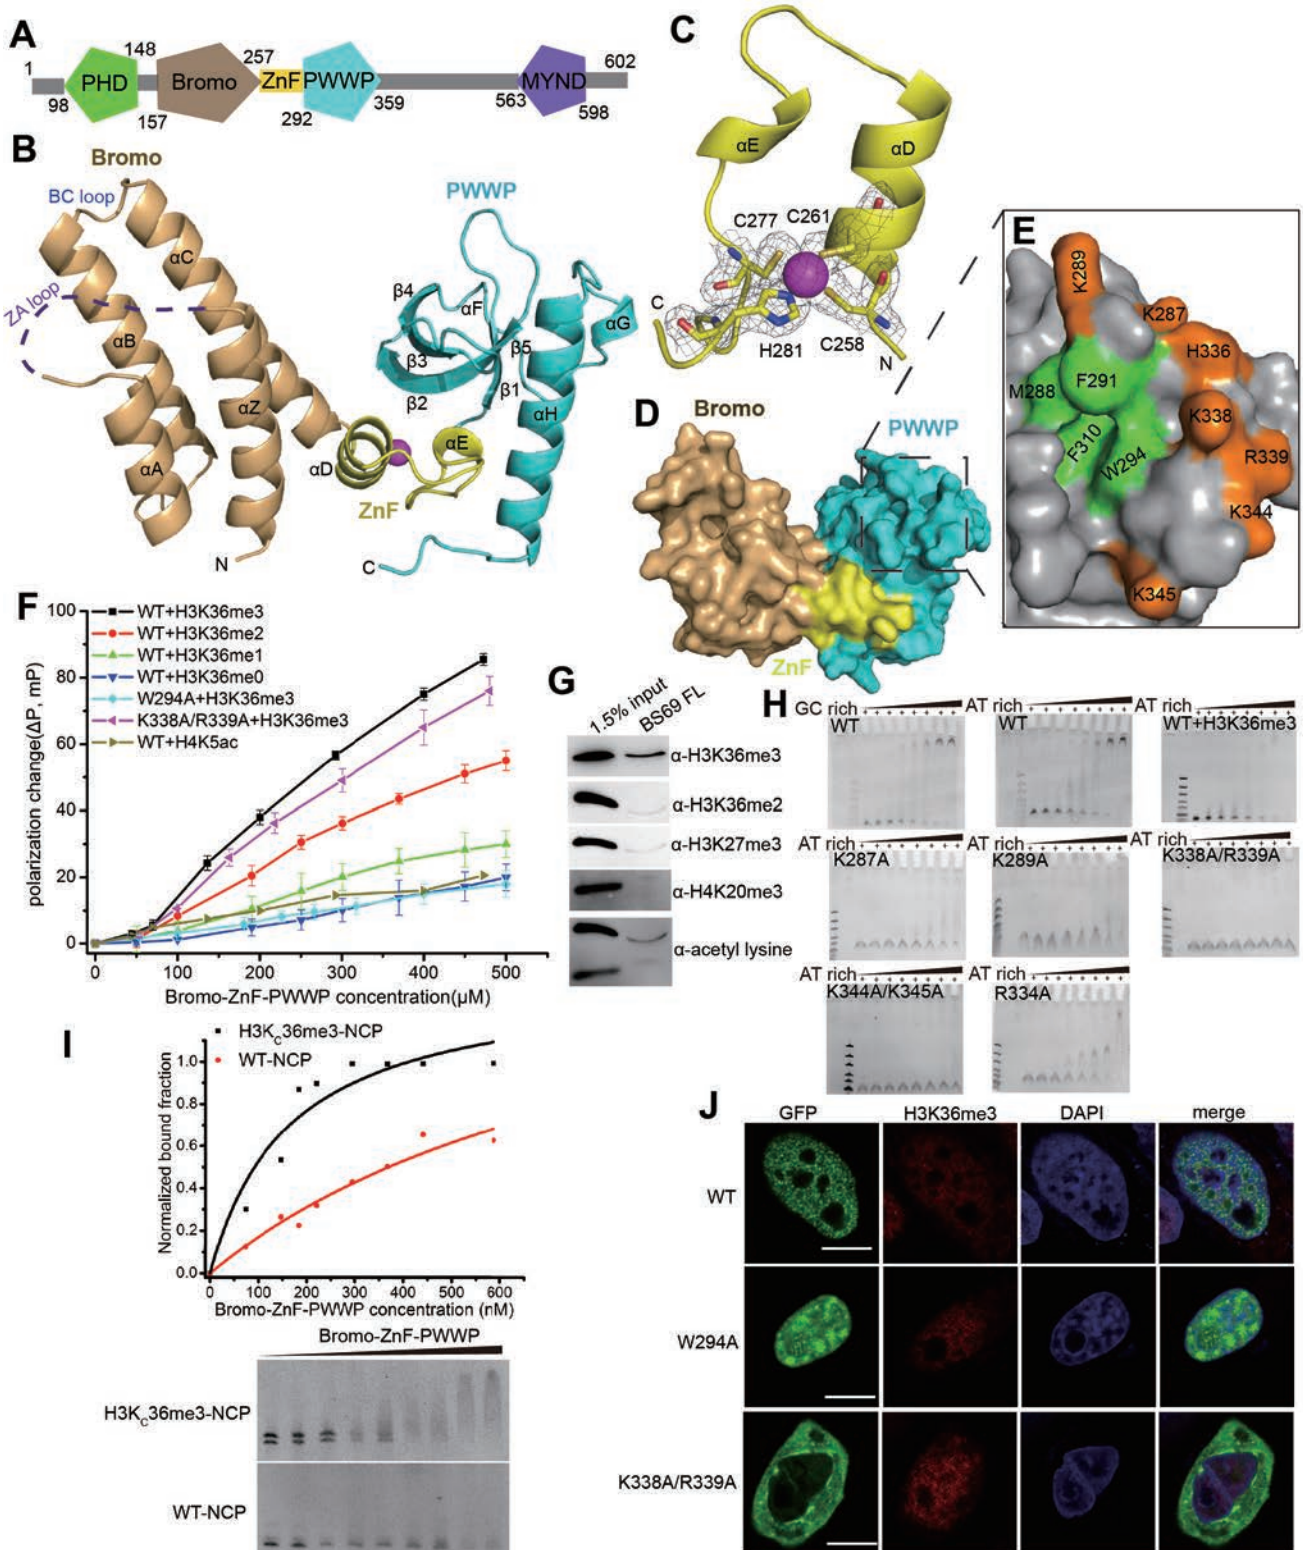 A
1
98
148
157
257
292
359
563
598
602
PHD
Bromo
ZnF
PWWP
MYND
B
Bromo
BC loop
ZA loop
αC
αB
αZ
αA
N
αD
ZnF
αE
PWWP
β4
αF
β3
β2
β5
β1
αG
αH
C
C
αE
αD
C277
C261
C
H281
C258
N
D
Bromo
PWWP
ZnF
E
K289
K287
H336
M288
F291
K338
F310
W294
R339
K344
K345
F
100
80
60
40
20
0
polarization change(ΔP, mP)
WT+H3K36me3
WT+H3K36me2
WT+H3K36me1
WT+H3K36me0
W294A+H3K36me3
K338A/R339A+H3K36me3
WT+H4K5ac
0 100 200 300 400 500
Bromo-ZnF-PWWP concentration(μM)
G
1.5% input
BS69 FL
α-H3K36me3
α-H3K36me2
α-H3K27me3
α-H4K20me3
α-acetyl lysine
H
GC rich
WT
AT rich
WT
AT rich
WT+H3K36me3
AT rich
K287A
AT rich
K289A
AT rich
K338A/R339A
AT rich
K344A/K345A
AT rich
R334A
I
H3Kc36me3-NCP
WT-NCP
Normalized bound fraction
1.0
0.8
0.6
0.4
0.2
0.0
0 100 200 300 400 500 600
Bromo-ZnF-PWWP concentration (nM)
Bromo-ZnF-PWWP
H3Kc36me3-NCP
WT-NCP
J
GFP H3K36me3 DAPI merge
WT
W294A
K338A/R339A